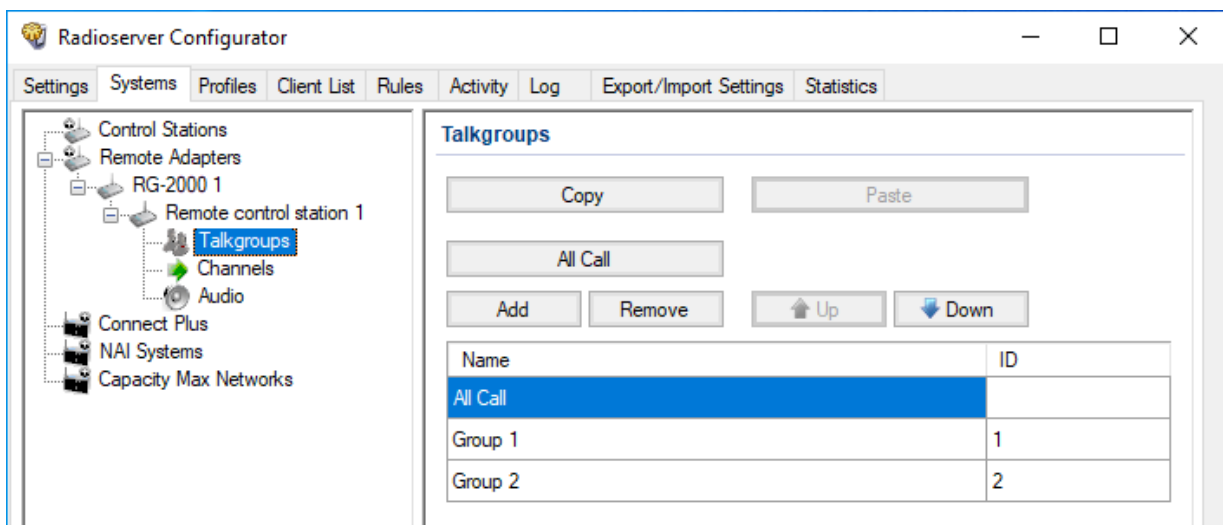 Radioserver Configurator
Settings Systems Profiles Client List Rules Activity Log Export/Import Settings Statistics
Control Stations
Remote Adapters
RG-2000 1
Remote control station 1
Talkgroups
Channels
Audio
Connect Plus
NAI Systems
Capacity Max Networks
Talkgroups
Copy Paste
All Call
Add Remove Up Down
Name ID
All Call
Group 1 1
Group 2 2